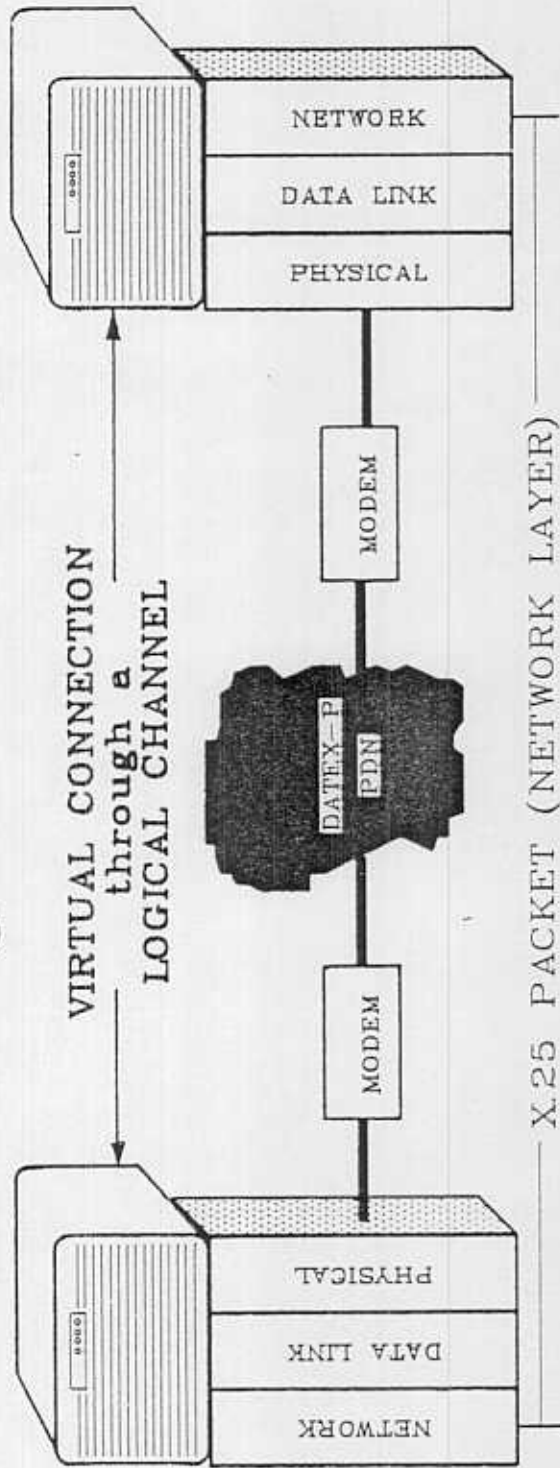 VIRTUAL CONNECTION
through a
LOGICAL CHANNEL
NETWORK
DATA LINK
PHYSICAL
MODEM
DATEX-P
PDN
MODEM
PHYSICAL
DATA LINK
NETWORK
X.25 PACKET (NETWORK LAYER)